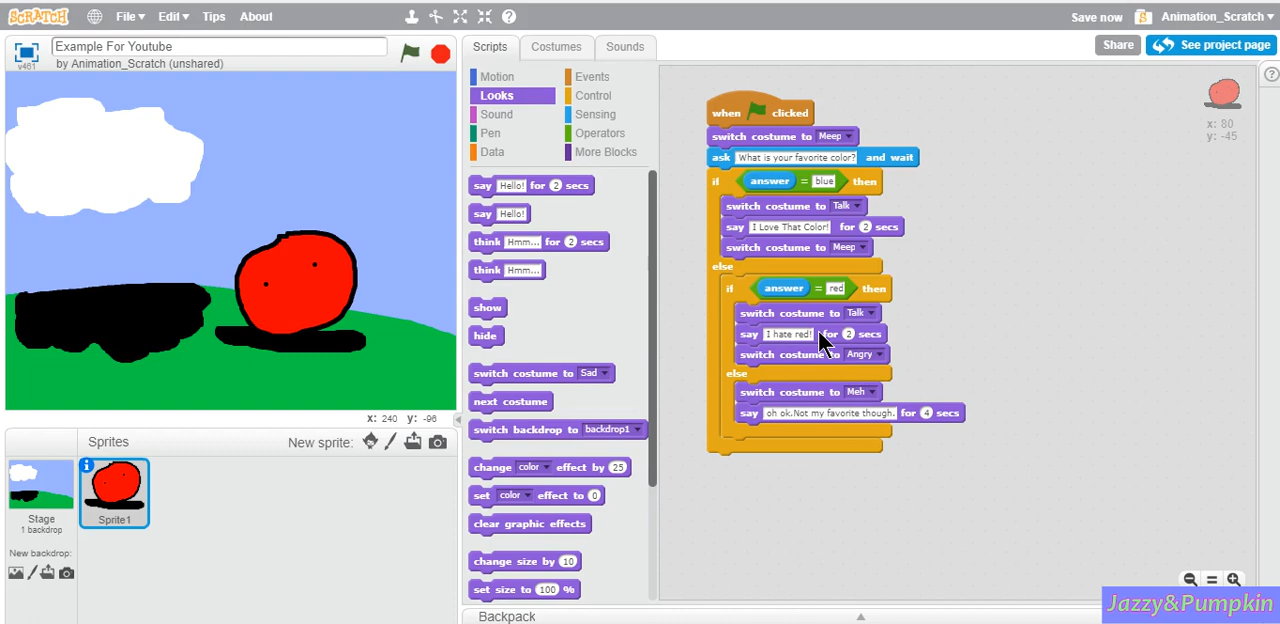 SCRATCH File Edit Tips About Save now Animation_Scratch
v461 Example For Youtube
by Animation_Scratch (unshared)
Share See project page
Scripts Costumes Sounds
Motion Events
Looks Control
Sound Sensing
Pen Operators
Data More Blocks
say Hello! for 2 secs
say Hello!
think Hmm... for 2 secs
think Hmm...
show
hide
switch costume to Sad
next costume
switch backdrop to backdrop1
change color effect by 25
set color effect to 0
clear graphic effects
change size by 10
set size to 100 %
when clicked
switch costume to Meep
ask What is your favorite color? and wait
if answer = blue then
switch costume to Talk
say I Love That Color! for 2 secs
switch costume to Meep
else
if answer = red then
switch costume to Talk
say I hate red! for 2 secs
switch costume to Angry
else
switch costume to Meh
say oh ok.Not my favorite though. for 4 secs
x: 80
y: -45
x: 240 y: -96
Sprites New sprite:
Stage
1 backdrop
Sprite1
New backdrop:
Backpack
Jazzy&Pumpkin